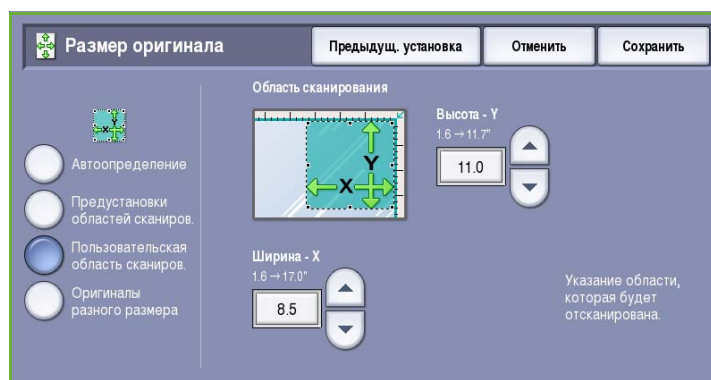 Размер оригинала
Предыдущ. установка
Отменить
Сохранить
Автоопределение
Предустановки
областей сканиров.
Пользовательская
область сканиров.
Оригиналы
разного размера
Область сканирования
Y
X
Высота - Y
1.6→11.7"
11.0
Ширина - X
1.6→17.0"
8.5
Указание области,
которая будет
отсканирована.